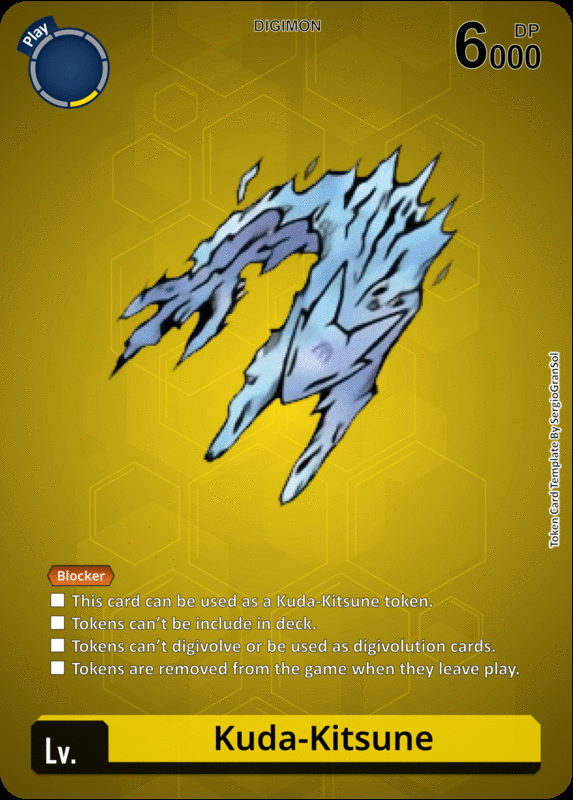 Play
DIGIMON
DP
6000
Token Card Template By SergioGranSol
Blocker
This card can be used as a Kuda-Kitsune token.
Tokens can't be include in deck.
Tokens can't digivolve or be used as digivolution cards.
Tokens are removed from the game when they leave play.
Lv.
Kuda-Kitsune